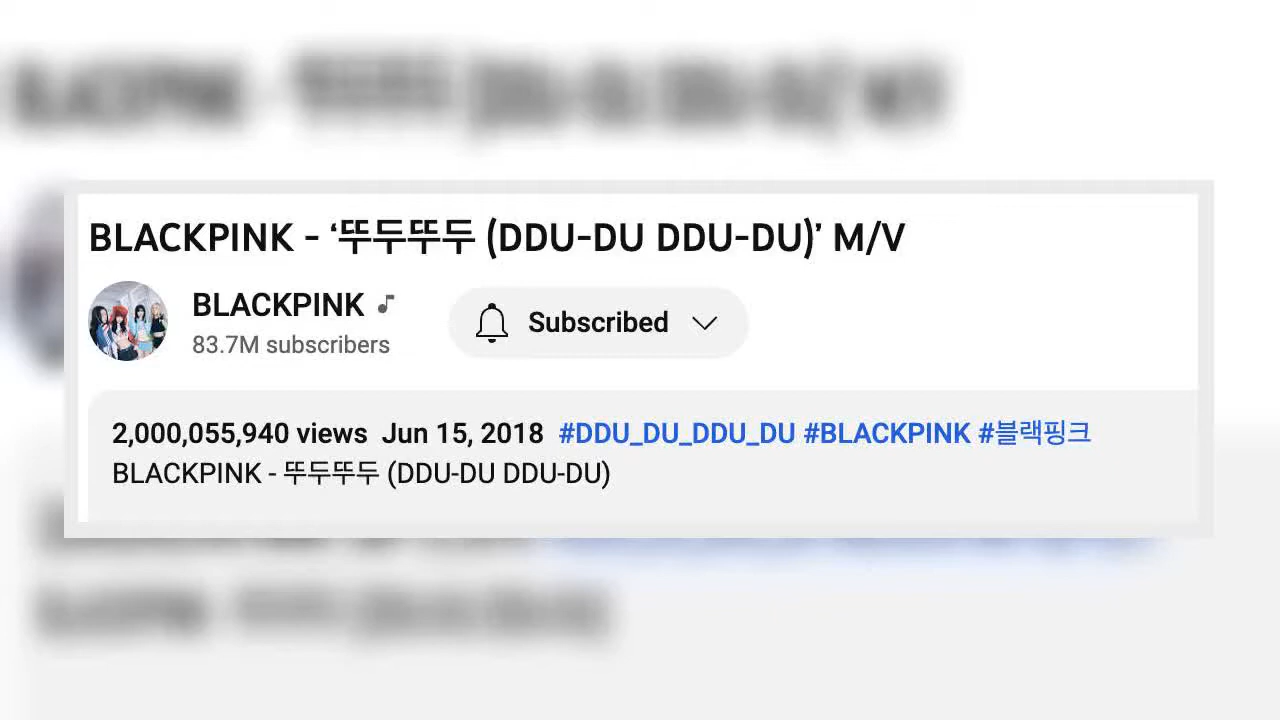 BLACKPINK - ‘뚜두뚜두 (DDU-DU DDU-DU)’ M/V
BLACKPINK
83.7M subscribers
Subscribed
2,000,055,940 views Jun 15, 2018 #DDU_DU_DDU_DU #BLACKPINK #블랙핑크
BLACKPINK - 뚜두뚜두 (DDU-DU DDU-DU)